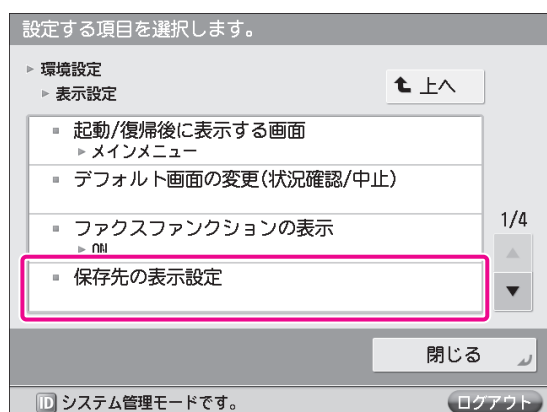 設定する項目を選択します。
環境設定
表示設定
上へ
起動/復帰後に表示する画面
メインメニュー
デフォルト画面の変更(状況確認/中止)
ファクスファンクションの表示
ON
保存先の表示設定
1/4
閉じる
ID システム管理モードです。
ログアウト